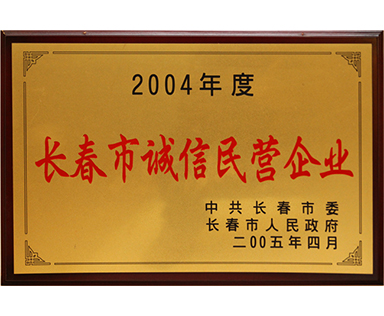 2004年度
长春市诚信民营企业
中共长春市委
长春市人民政府
二00五年四月